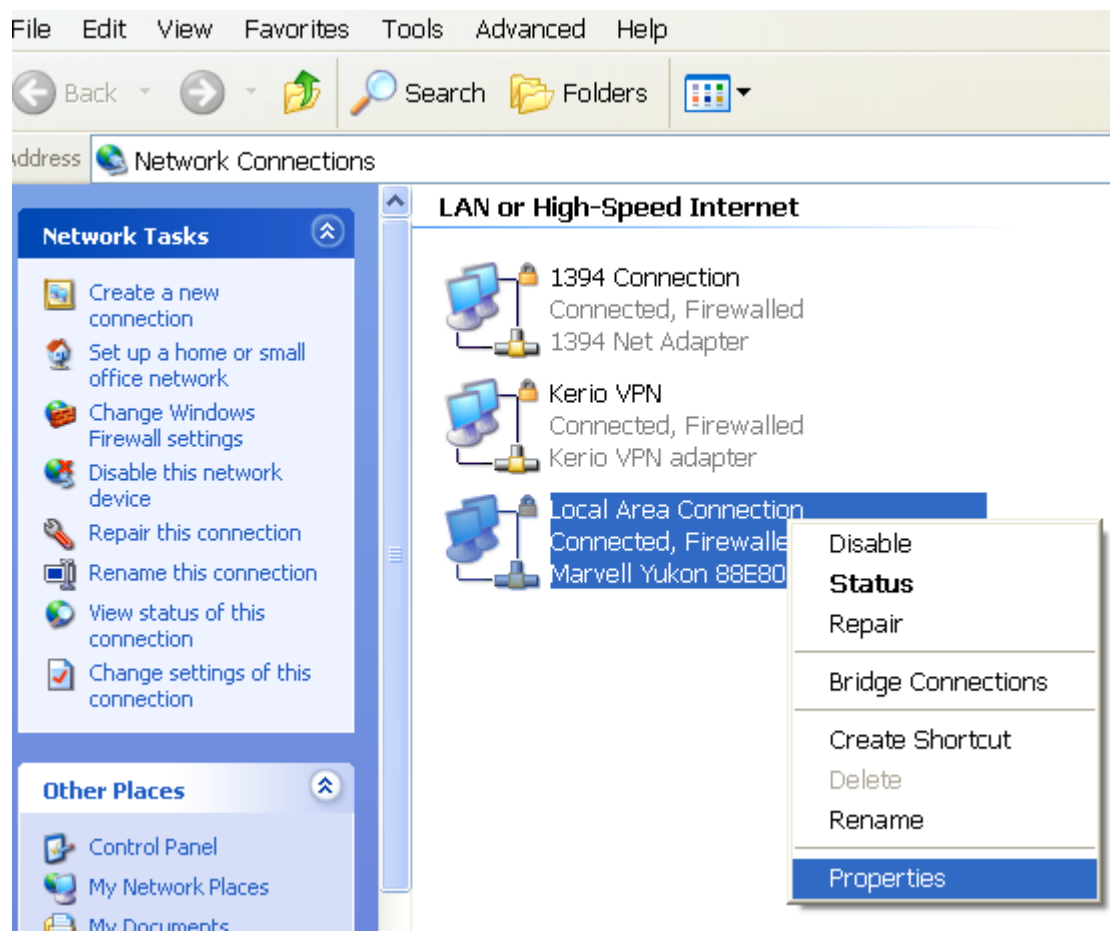 File Edit View Favorites Tools Advanced Help
Back Search Folders
Address Network Connections
Network Tasks
Create a new
connection
Set up a home or small
office network
Change Windows
Firewall settings
Disable this network
device
Repair this connection
Rename this connection
View status of this
connection
Change settings of this
connection
Other Places
Control Panel
My Network Places
My Documents
LAN or High-Speed Internet
1394 Connection
Connected, Firewalled
1394 Net Adapter
Kerio VPN
Connected, Firewalled
Kerio VPN adapter
Local Area Connection
Connected, Firewalle
Marvell Yukon 88E80
Disable
Status
Repair
Bridge Connections
Create Shortcut
Delete
Rename
Properties